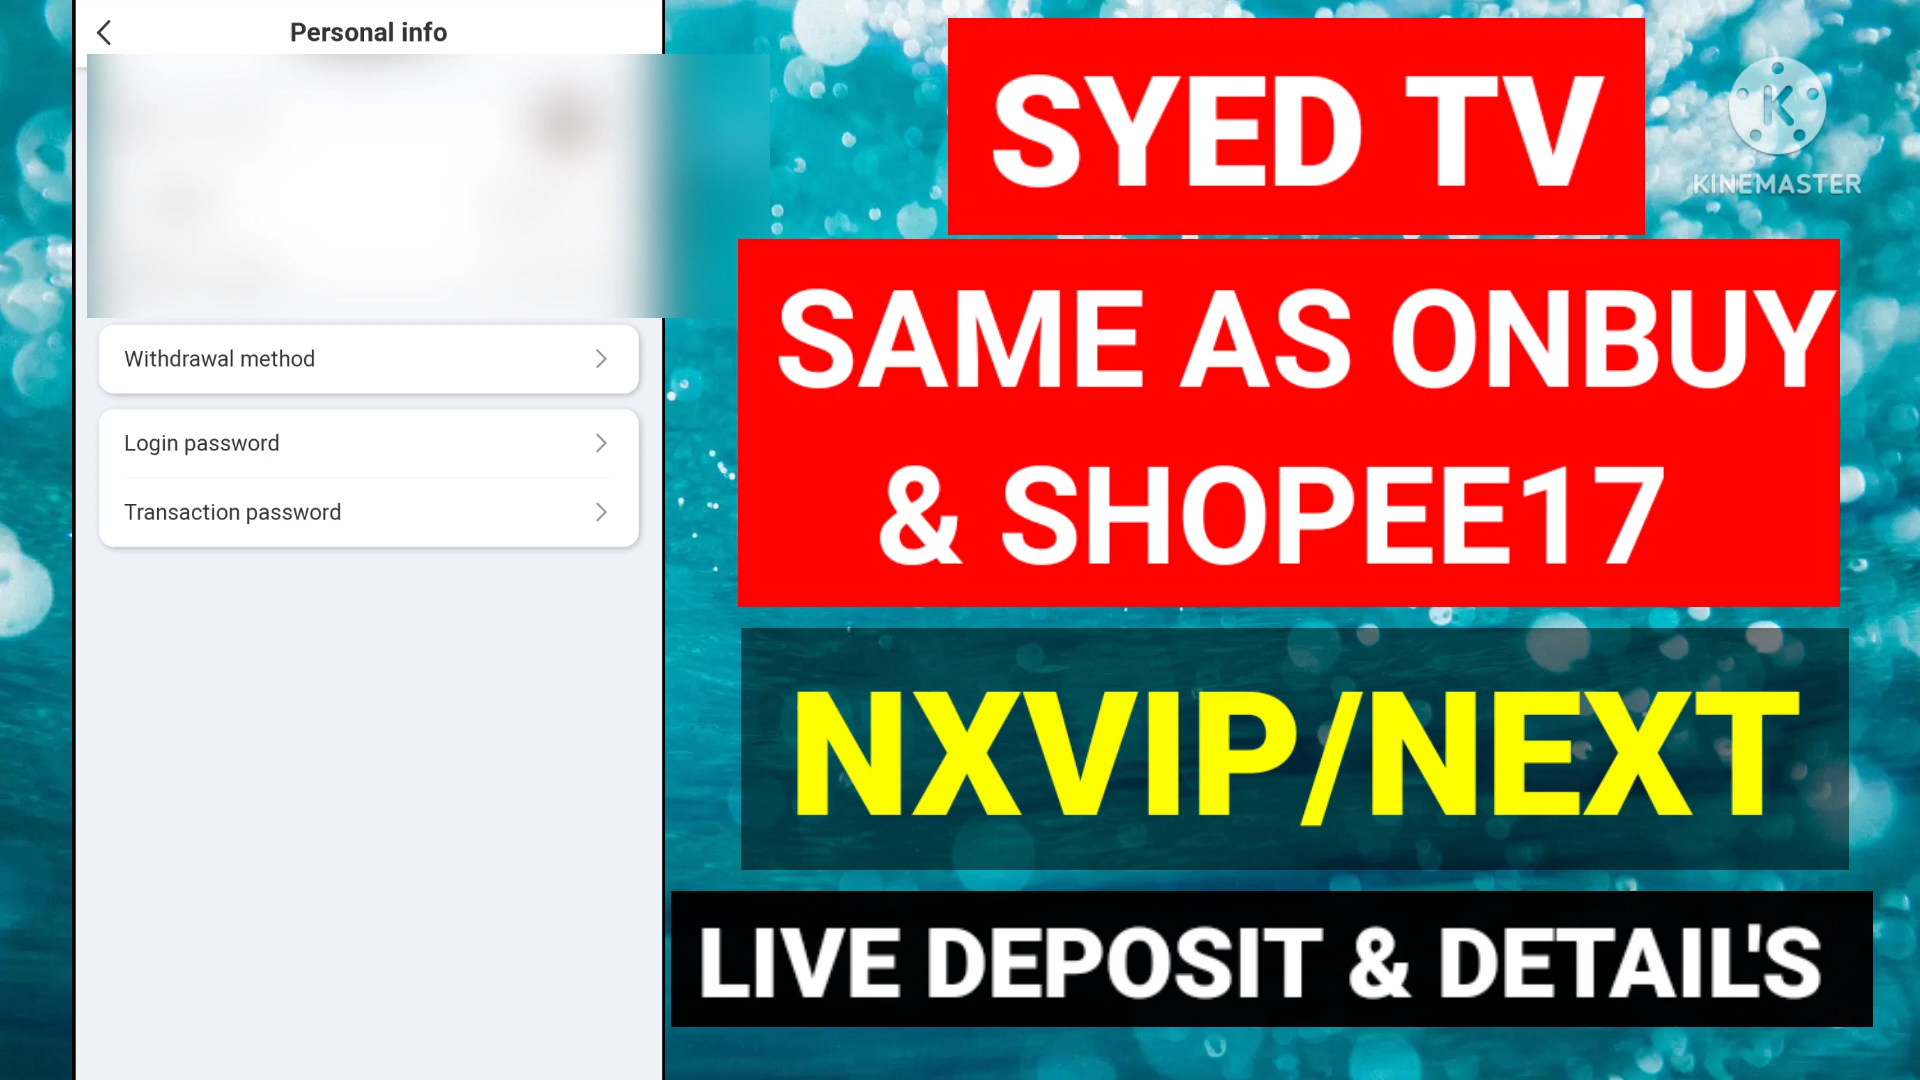 Personal info
Withdrawal method
Login password
Transaction password
SYED TV
KINEMASTER
SAME AS ONBUY
& SHOPEE17
NXVIP/NEXT
LIVE DEPOSIT & DETAIL'S